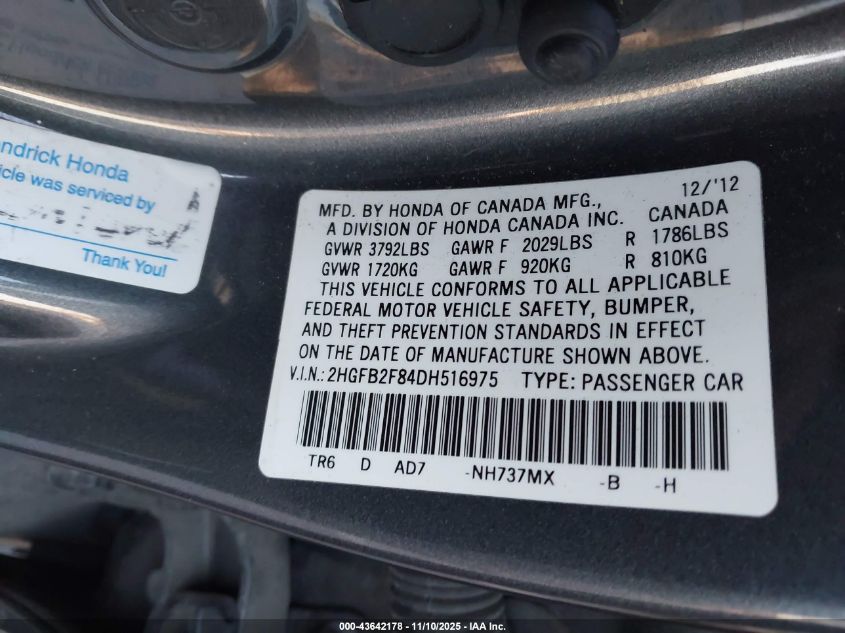 ndrick Honda
icle was serviced by
Thank You!
12/'12
MFD. BY HONDA OF CANADA MFG., CANADA
A DIVISION OF HONDA CANADA INC.
GVWR 3792LBS GAWR F 2029LBS R 1786LBS
GVWR 1720KG GAWR F 920KG R 810KG
THIS VEHICLE CONFORMS TO ALL APPLICABLE
FEDERAL MOTOR VEHICLE SAFETY, BUMPER,
AND THEFT PREVENTION STANDARDS IN EFFECT
ON THE DATE OF MANUFACTURE SHOWN ABOVE.
V.I.N.: 2HGFB2F84DH516975 TYPE: PASSENGER CAR
TR6 D AD7 -NH737MX -B -H
000-43642178 — 11/10/2025 — IAA Inc.